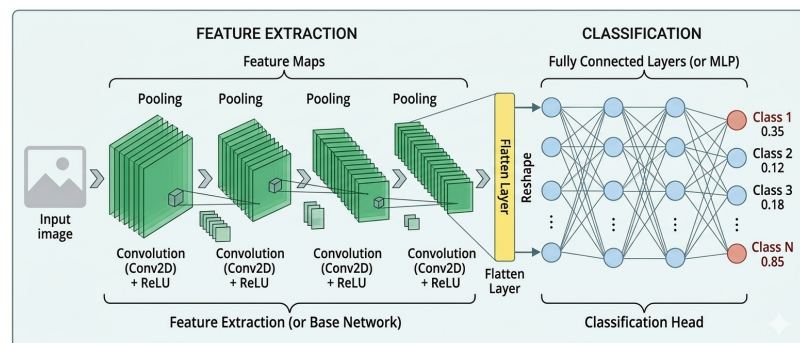 FEATURE EXTRACTION
CLASSIFICATION
Feature Maps
Fully Connected Layers (or MLP)
Pooling
Pooling
Pooling
Pooling
Input
image
Convolution
(Conv2D)
+ ReLU
Convolution
(Conv2D)
+ ReLU
Convolution
(Conv2D)
+ ReLU
Convolution
(Conv2D)
+ ReLU
Flatten Layer
Reshape
Flatten
Layer
Class 1
0.35
Class 2
0.12
Class 3
0.18
Class N
0.85
Feature Extraction (or Base Network)
Classification Head